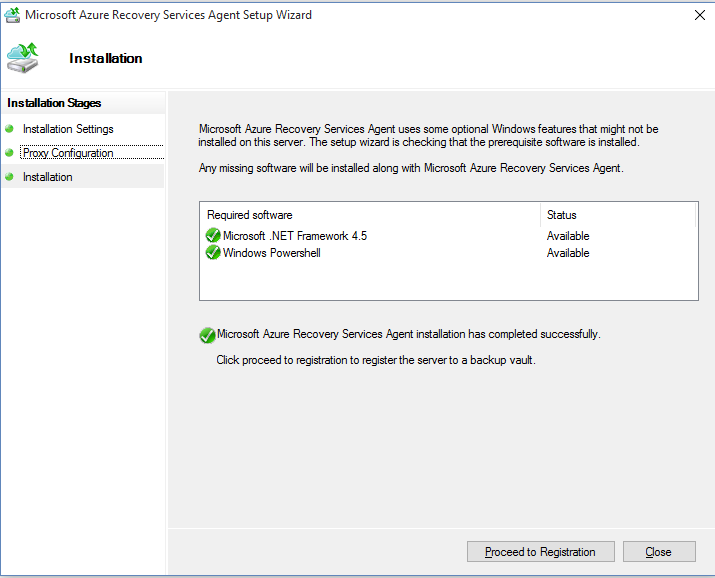 Microsoft Azure Recovery Services Agent Setup Wizard
Installation
Installation Stages
Installation Settings
Proxy Configuration
Installation
Microsoft Azure Recovery Services Agent uses some optional Windows features that might not be
installed on this server. The setup wizard is checking that the prerequisite software is installed.
Any missing software will be installed along with Microsoft Azure Recovery Services Agent.
Required software Status
Microsoft .NET Framework 4.5 Available
Windows Powershell Available
Microsoft Azure Recovery Services Agent installation has completed successfully.
Click proceed to registration to register the server to a backup vault.
Proceed to Registration Close